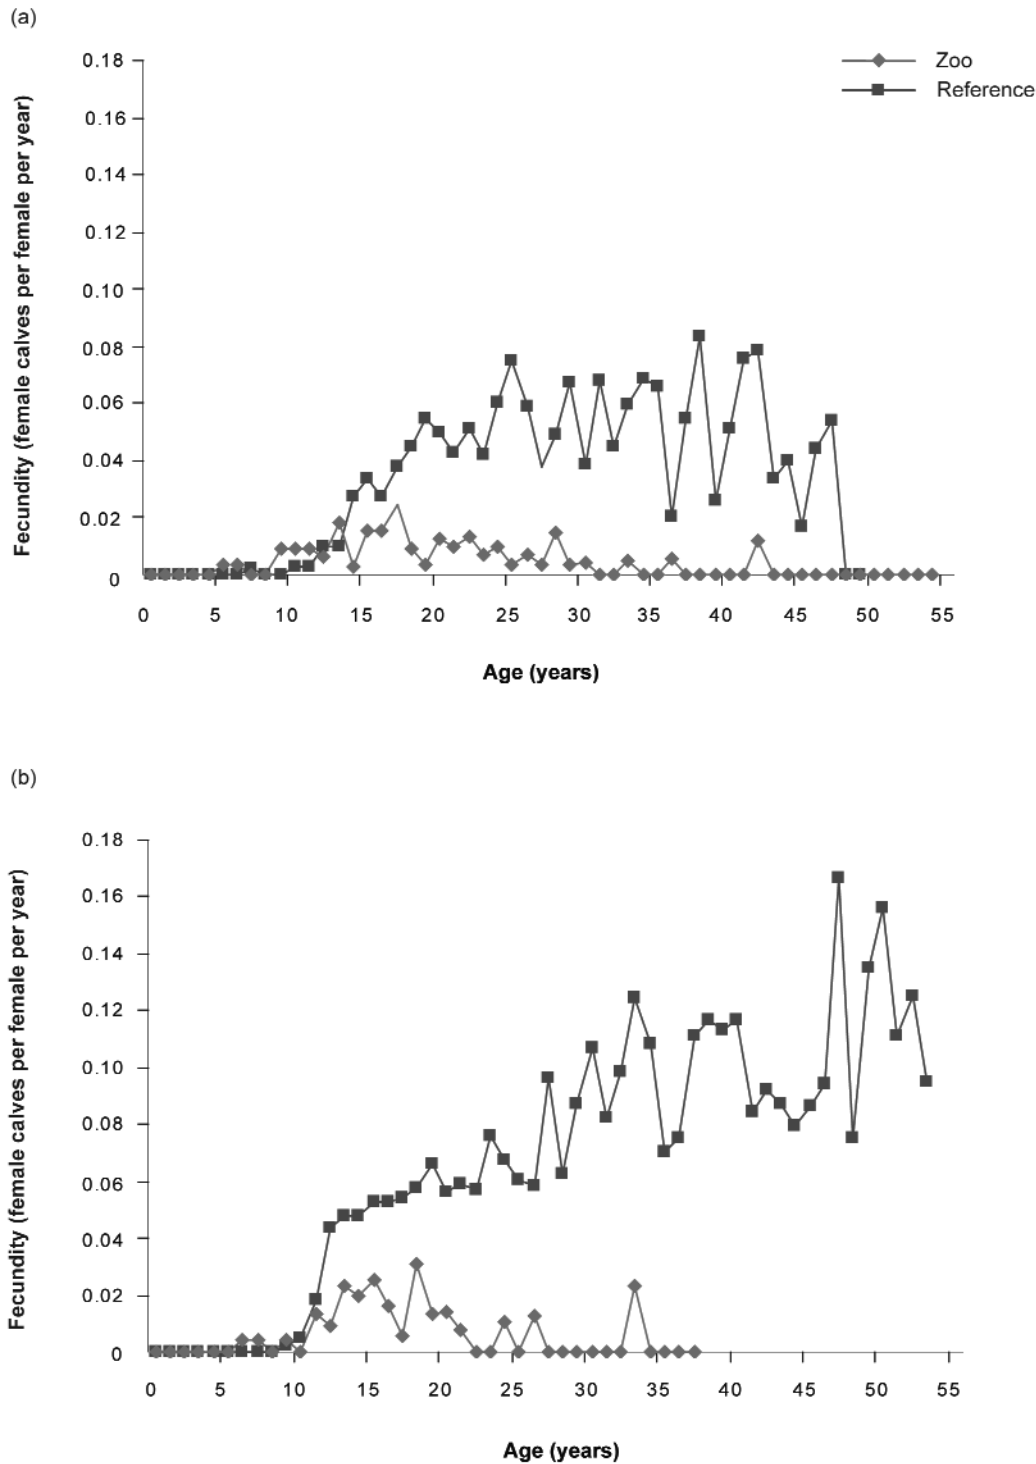 (a)
Zoo
Reference
Fecundity (female calves per female per year)
0.18
0.16
0.14
0.12
0.10
0.08
0.06
0.04
0.02
0
0 5 10 15 20 25 30 35 40 45 50 55
Age (years)
(b)
Fecundity (female calves per female per year)
0.18
0.16
0.14
0.12
0.10
0.08
0.06
0.04
0.02
0
0 5 10 15 20 25 30 35 40 45 50 55
Age (years)